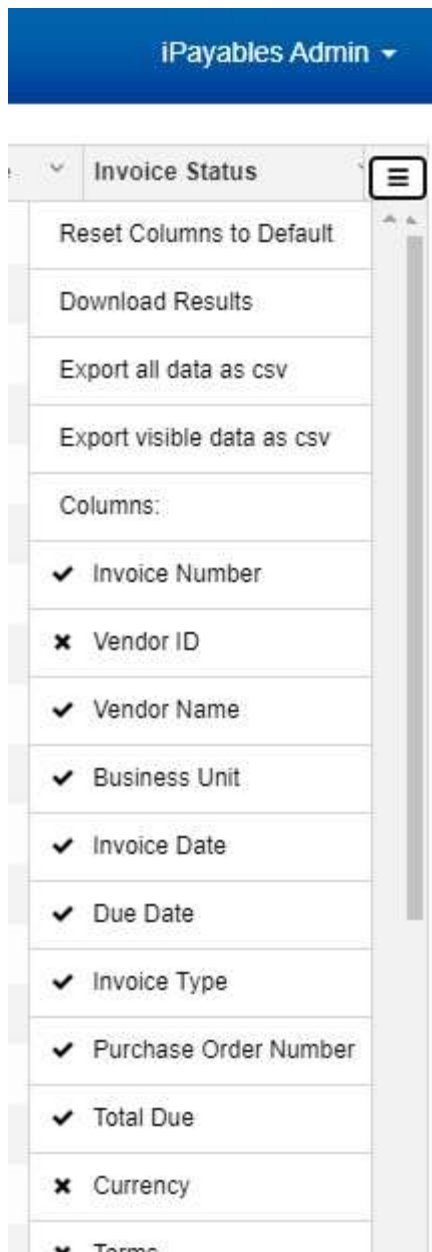 iPayables Admin
Invoice Status
Reset Columns to Default
Download Results
Export all data as csv
Export visible data as csv
Columns:
Invoice Number
Vendor ID
Vendor Name
Business Unit
Invoice Date
Due Date
Invoice Type
Purchase Order Number
Total Due
Currency
Terms